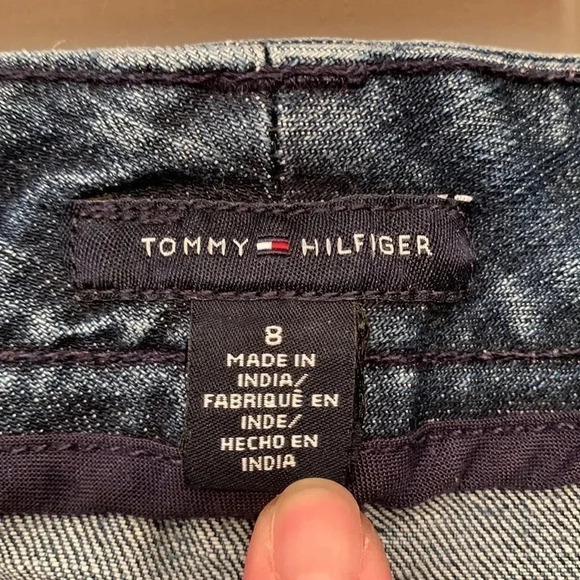 TOMMY HILFIGER
8
MADE IN
INDIA/
FABRIQUÉ EN
INDE/
HECHO EN
INDIA